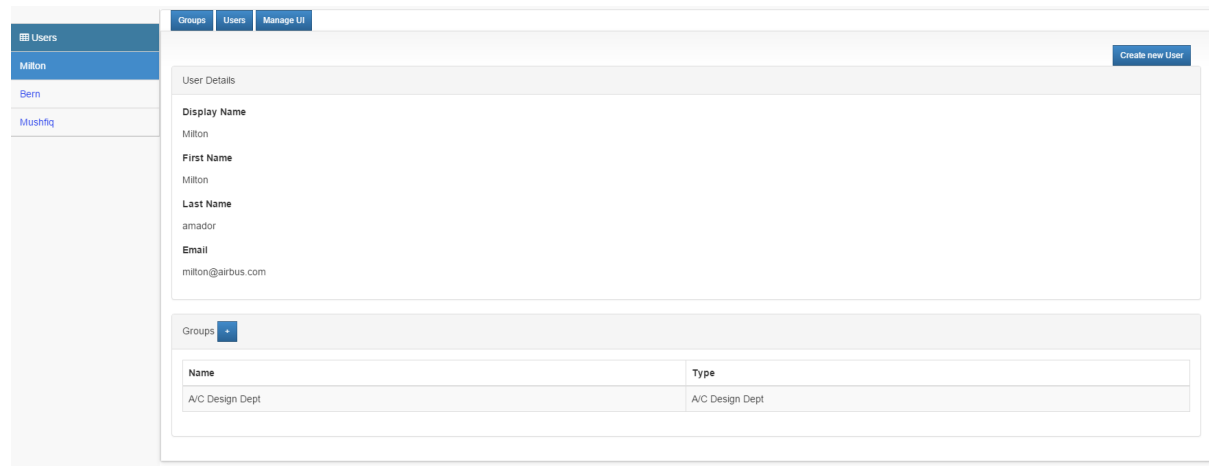 Groups Users Manage UI
Users
Milton
Bern
Mushfiq
Create new User
User Details
Display Name
Milton
First Name
Milton
Last Name
amador
Email
milton@airbus.com
Groups +
Name Type
A/C Design Dept A/C Design Dept